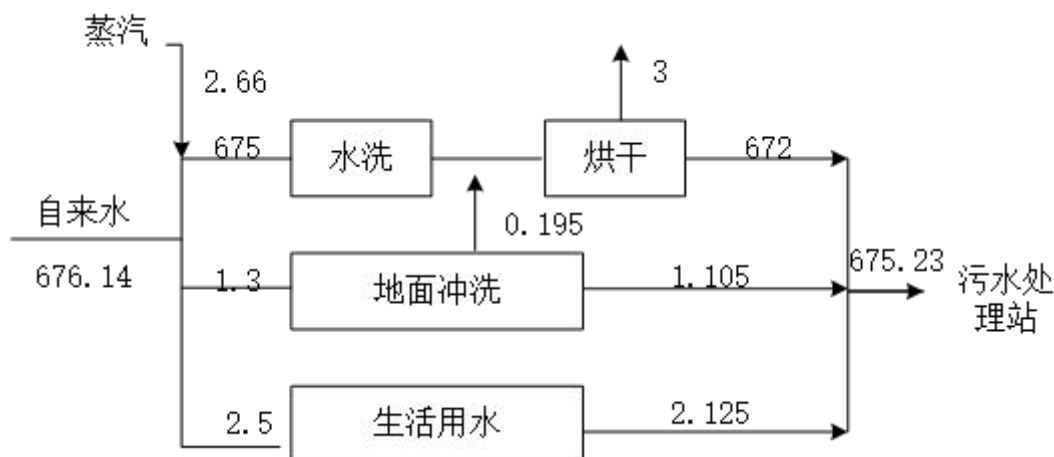 蒸汽
2.66
3
675
水洗
烘干
672
自来水
0.195
676.14
1.3
地面冲洗
1.105
675.23
污水处
理站
2.5
生活用水
2.125